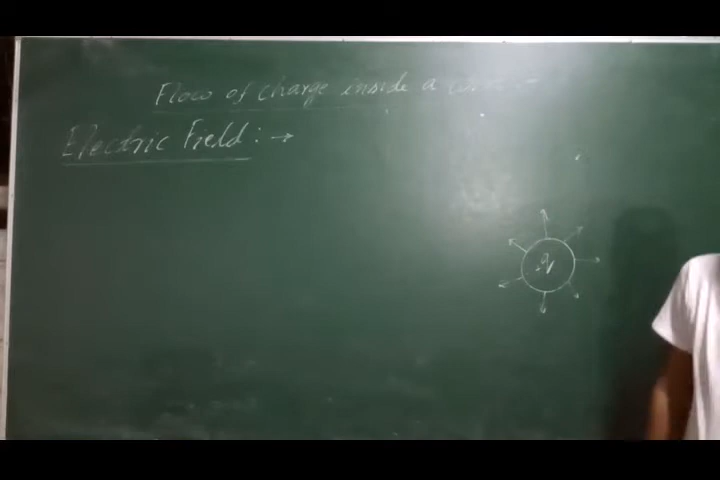 Flow of charge inside a
Electric Field :→
q